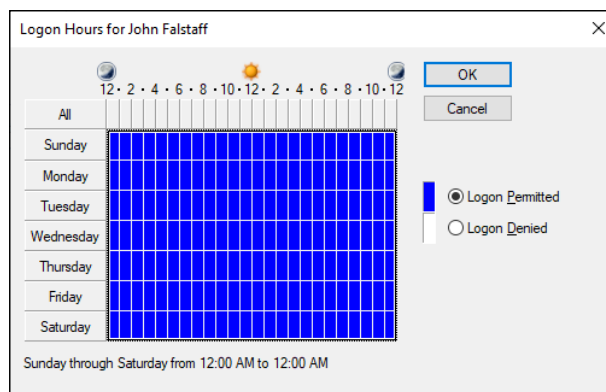 Logon Hours for John Falstaff
12 · 2 · 4 · 6 · 8 · 10 · 12 · 2 · 4 · 6 · 8 · 10 · 12
All
Sunday
Monday
Tuesday
Wednesday
Thursday
Friday
Saturday
OK
Cancel
Logon Permitted
Logon Denied
Sunday through Saturday from 12:00 AM to 12:00 AM